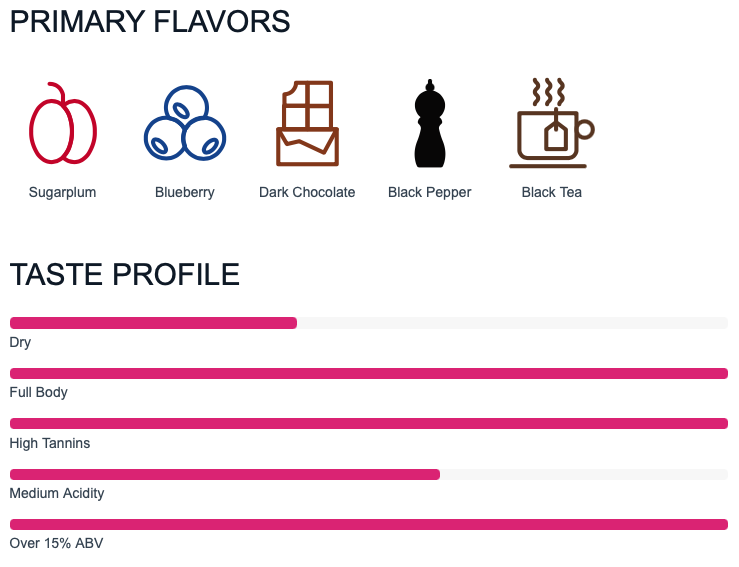 PRIMARY FLAVORS
Sugarplum Blueberry Dark Chocolate Black Pepper Black Tea
TASTE PROFILE
Dry
Full Body
High Tannins
Medium Acidity
Over 15% ABV